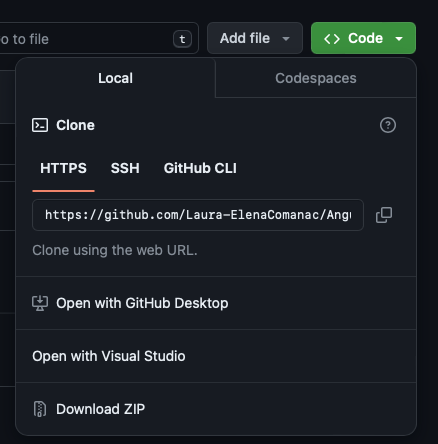 o to file
t
Add file
Code
Local
Codespaces
Clone
HTTPS
SSH
GitHub CLI
https://github.com/Laura-ElenaComanac/Angu
Clone using the web URL.
Open with GitHub Desktop
Open with Visual Studio
Download ZIP